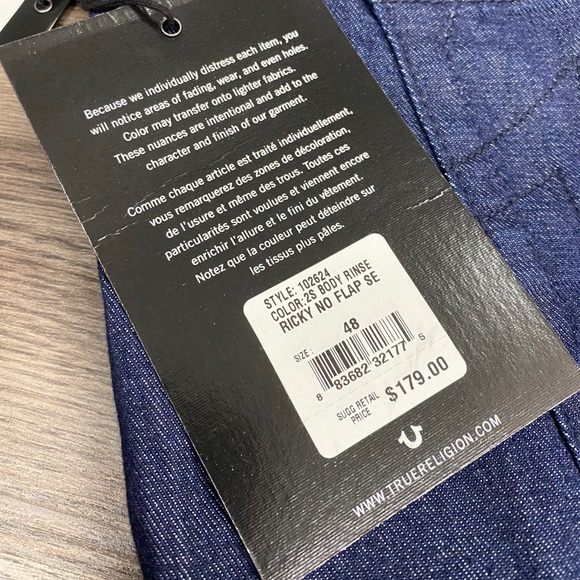 Because we individually distress each item, you
will notice areas of fading, wear, and even holes.
Color may transfer onto lighter fabrics.
These nuances are intentional and add to the
character and finish of our garment.
Comme chaque article est traité individuellement,
vous remarquerez des zones de décoloration,
de l'usure et même des trous. Toutes ces
particularités sont voulues et viennent encore
enrichir l'allure et le fini du vêtement.
Notez que la couleur peut déteindre sur
les tissus plus pâles.
STYLE: 102624
COLOR:2S BODY RINSE
RICKY NO FLAP SE
SIZE: 48
8 83682 32177 5
SUGG RETAIL
PRICE $179.00
WWW.TRUERELIGION.COM